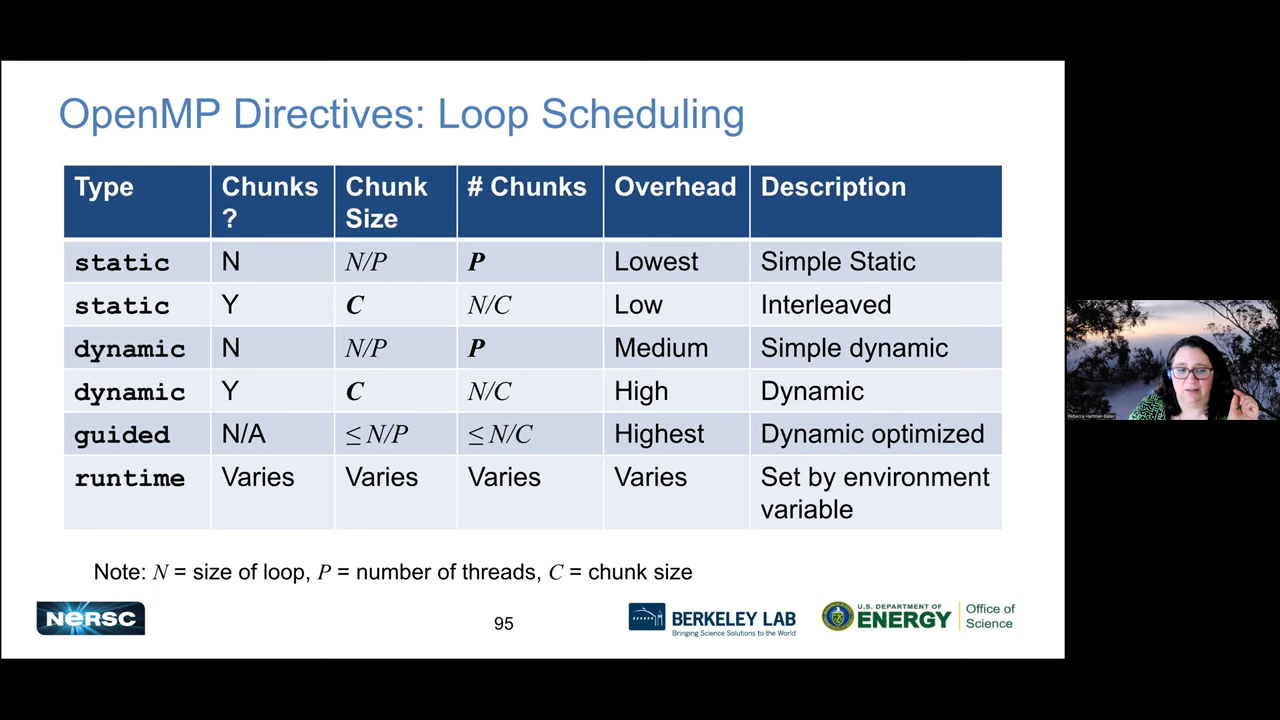 OpenMP Directives: Loop Scheduling
Type Chunks ? Chunk Size # Chunks Overhead Description
static N N/P P Lowest Simple Static
static Y C N/C Low Interleaved
dynamic N N/P P Medium Simple dynamic
dynamic Y C N/C High Dynamic
guided N/A ≤ N/P ≤ N/C Highest Dynamic optimized
runtime Varies Varies Varies Varies Set by environment variable
Note: N = size of loop, P = number of threads, C = chunk size
NERSC
95
BERKELEY LAB
Bringing Science Solutions to the World
U.S. DEPARTMENT OF
ENERGY
Office of
Science
Rebecca Hartman-Baker